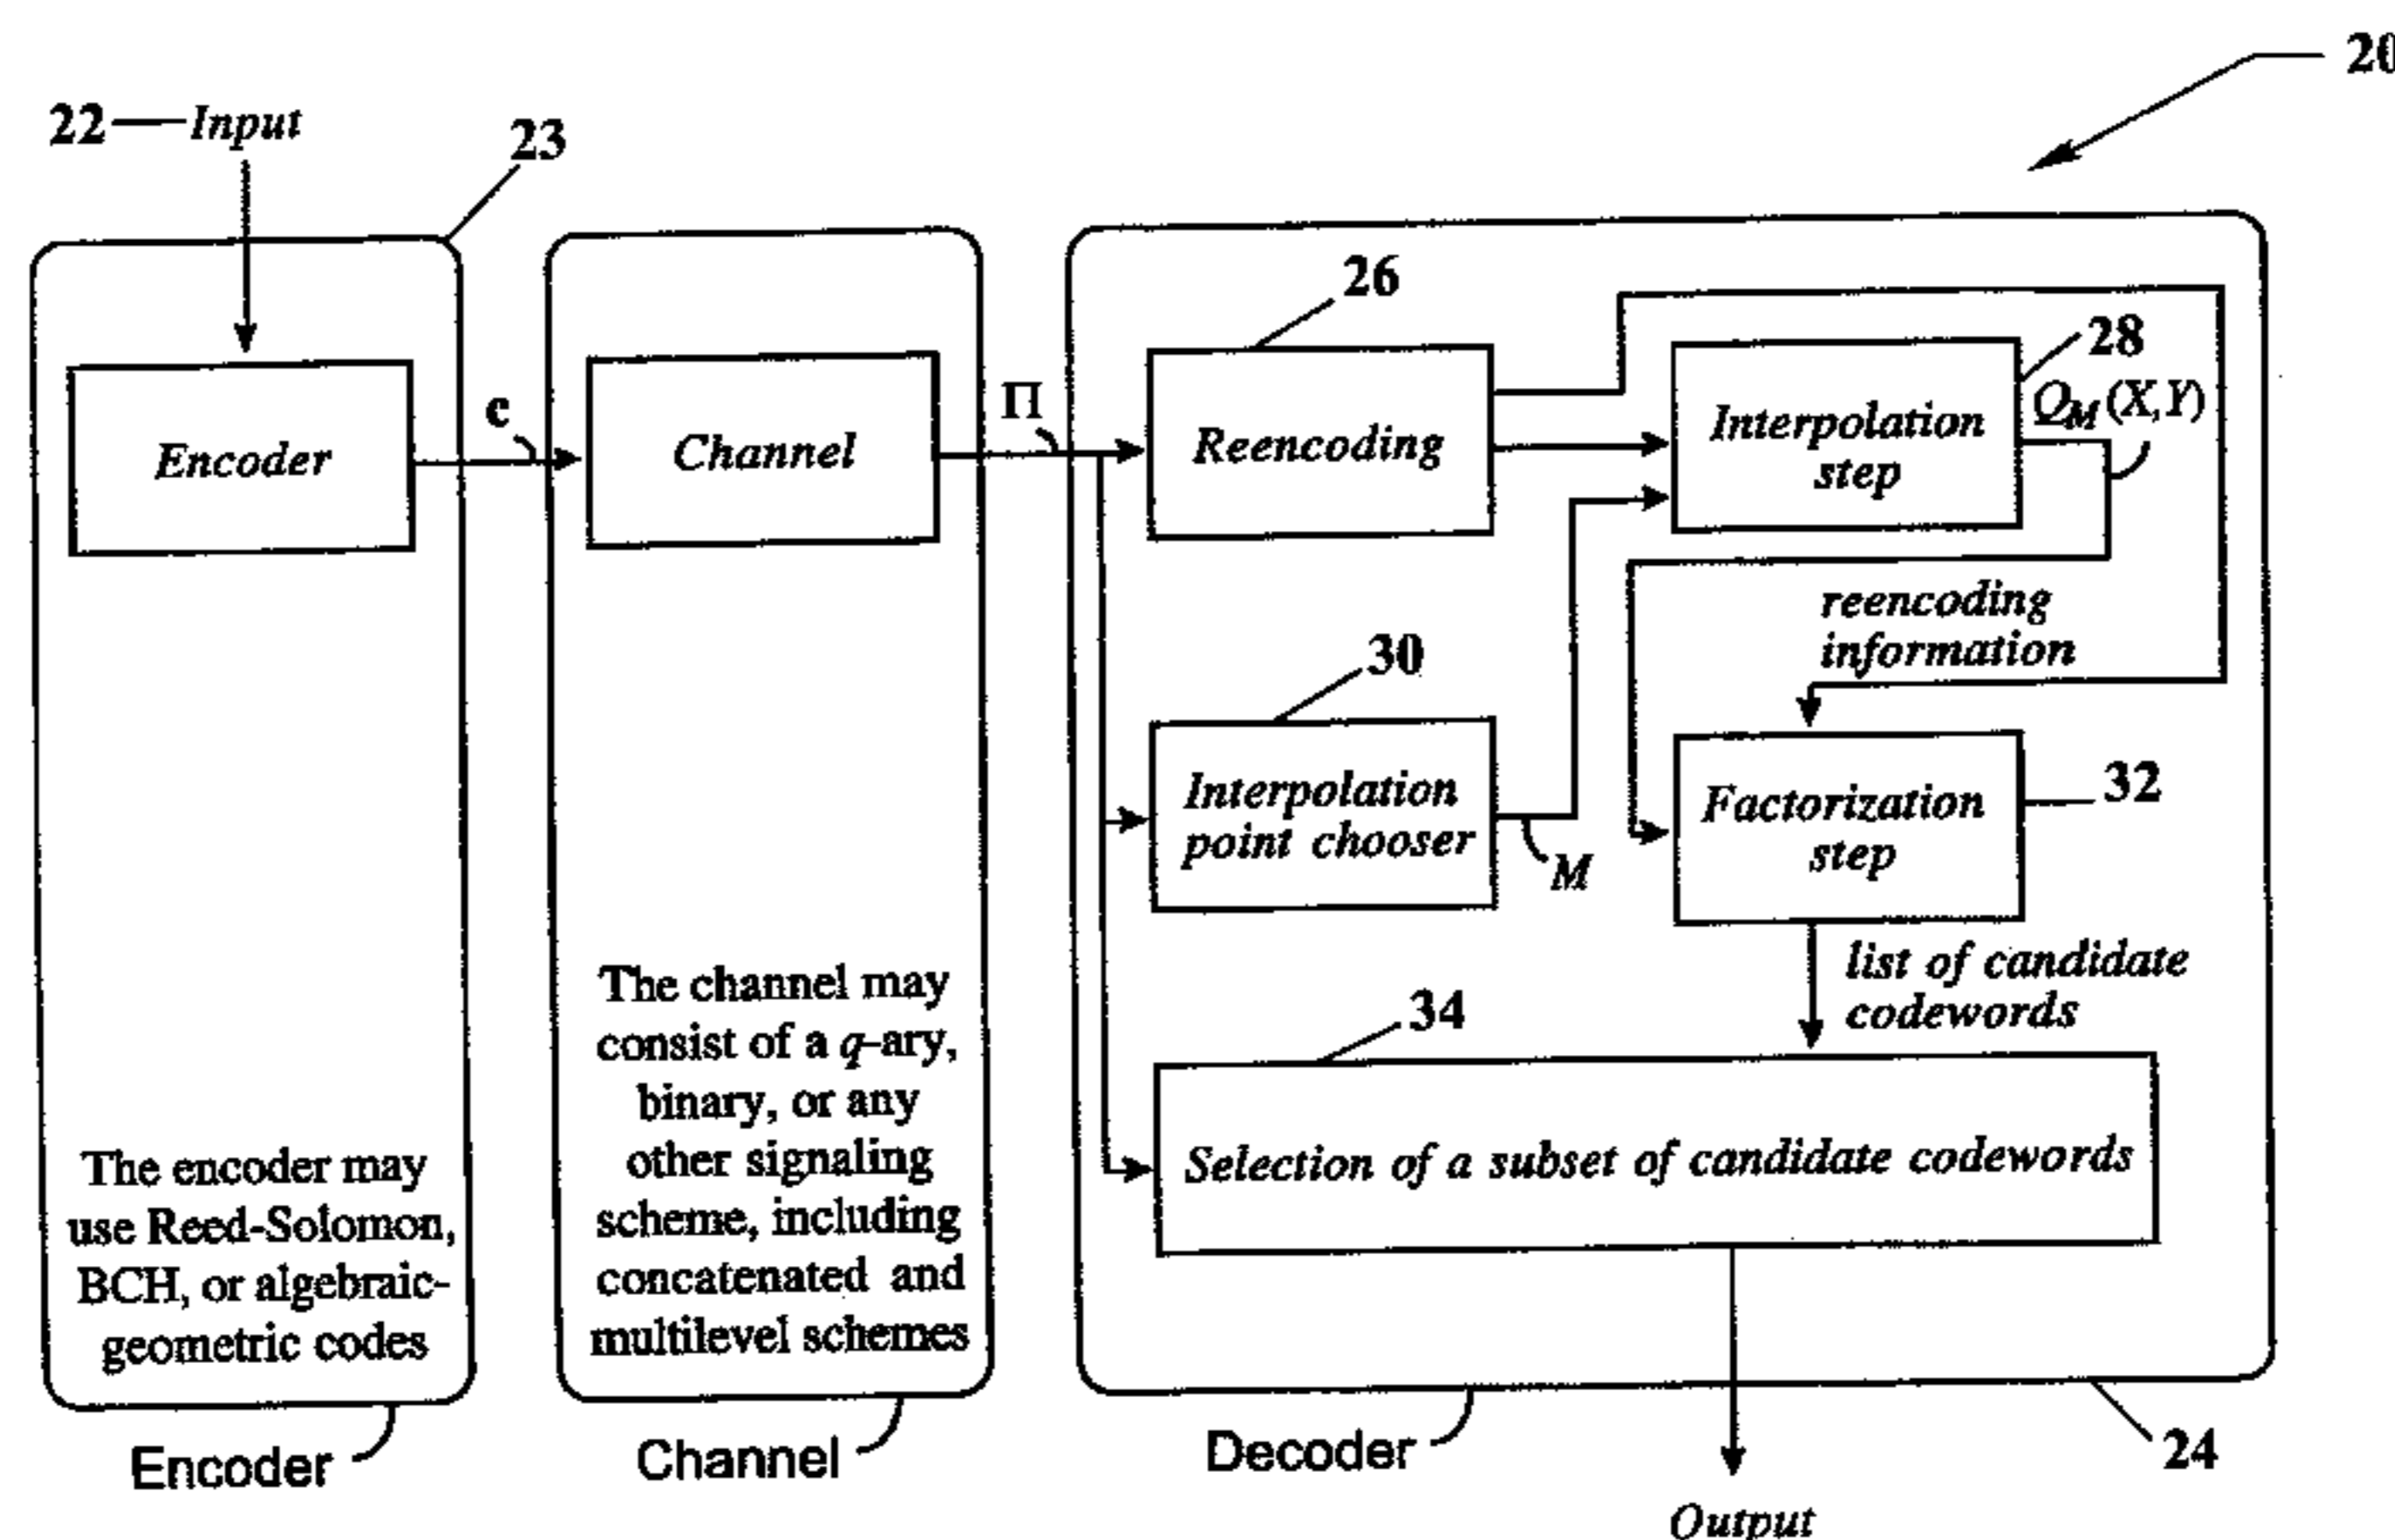 20
22
Input
23
Encoder
c
Channel
Π
26
Reencoding
28
Interpolation
step
Q_M(X,Y)
reencoding
information
30
Interpolation
point chooser
M
Factorization
step
32
list of candidate
codewords
34
Selection of a subset of candidate codewords
The encoder may
use Reed-Solomon,
BCH, or algebraic-
geometric codes
The channel may
consist of a q-ary,
binary, or any
other signaling
scheme, including
concatenated and
multilevel schemes
Encoder
Channel
Decoder
24
Output